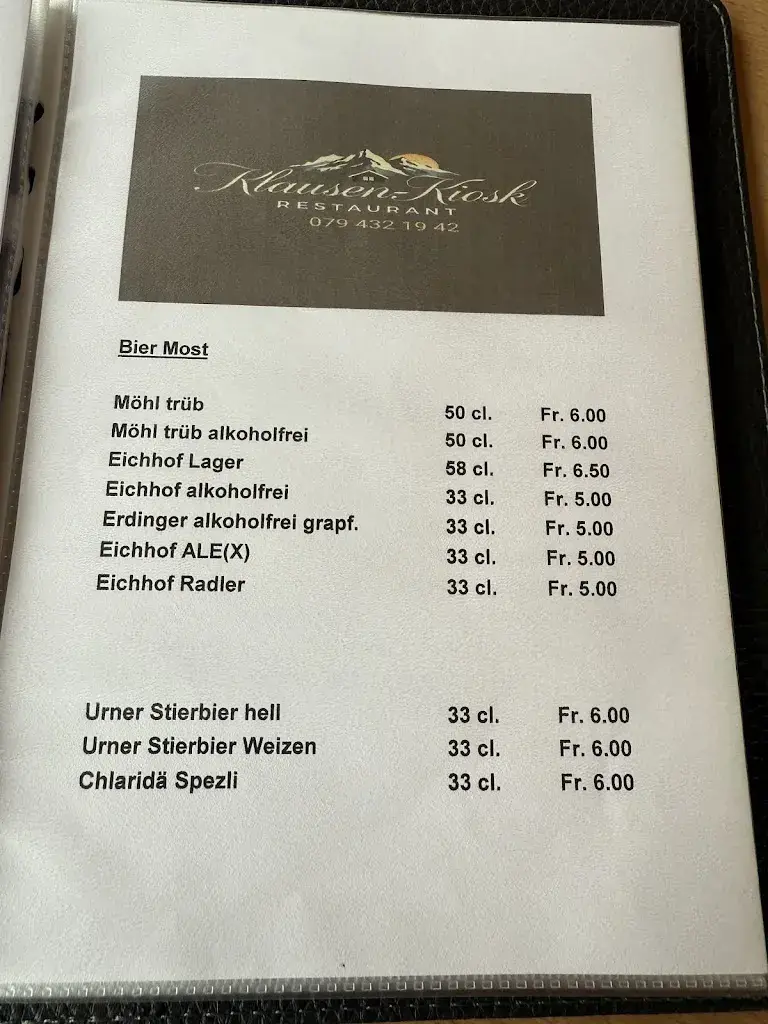 Klausen-Kiosk
RESTAURANT
079 432 19 42
Bier Most
Möhl trüb 50 cl. Fr. 6.00
Möhl trüb alkoholfrei 50 cl. Fr. 6.00
Eichhof Lager 58 cl. Fr. 6.50
Eichhof alkoholfrei 33 cl. Fr. 5.00
Erdinger alkoholfrei grapf. 33 cl. Fr. 5.00
Eichhof ALE(X) 33 cl. Fr. 5.00
Eichhof Radler 33 cl. Fr. 5.00
Urner Stierbier hell 33 cl. Fr. 6.00
Urner Stierbier Weizen 33 cl. Fr. 6.00
Chlaridä Spezli 33 cl. Fr. 6.00